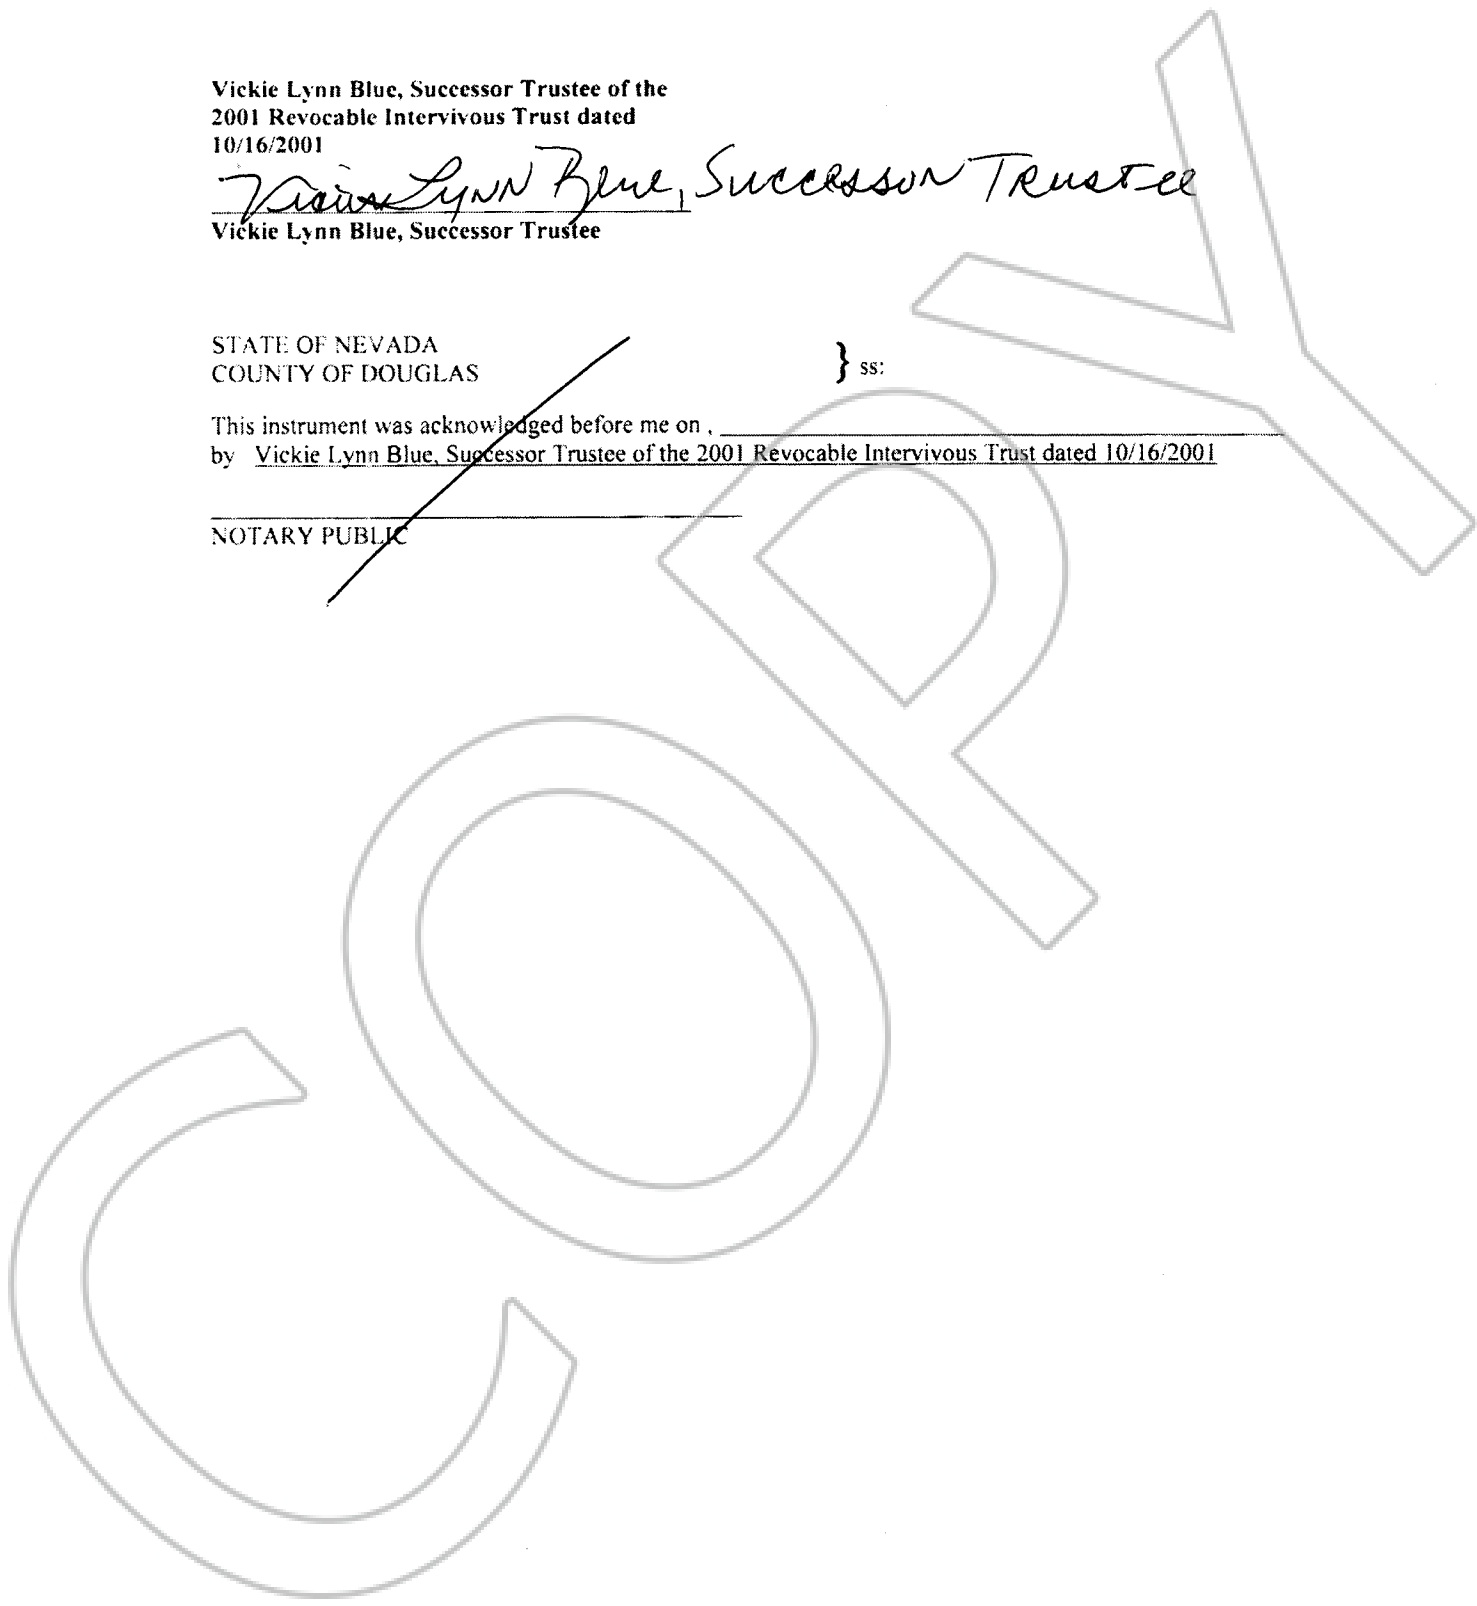 Vickie Lynn Blue, Successor Trustee of the
2001 Revocable Intervivous Trust dated
10/16/2001
Vickie Lynn Blue, Successor Trustee
Vickie Lynn Blue, Successor Trustee
STATE OF NEVADA
COUNTY OF DOUGLAS
} ss:
This instrument was acknowledged before me on ,
by Vickie Lynn Blue, Successor Trustee of the 2001 Revocable Intervivous Trust dated 10/16/2001
NOTARY PUBLIC
COPY